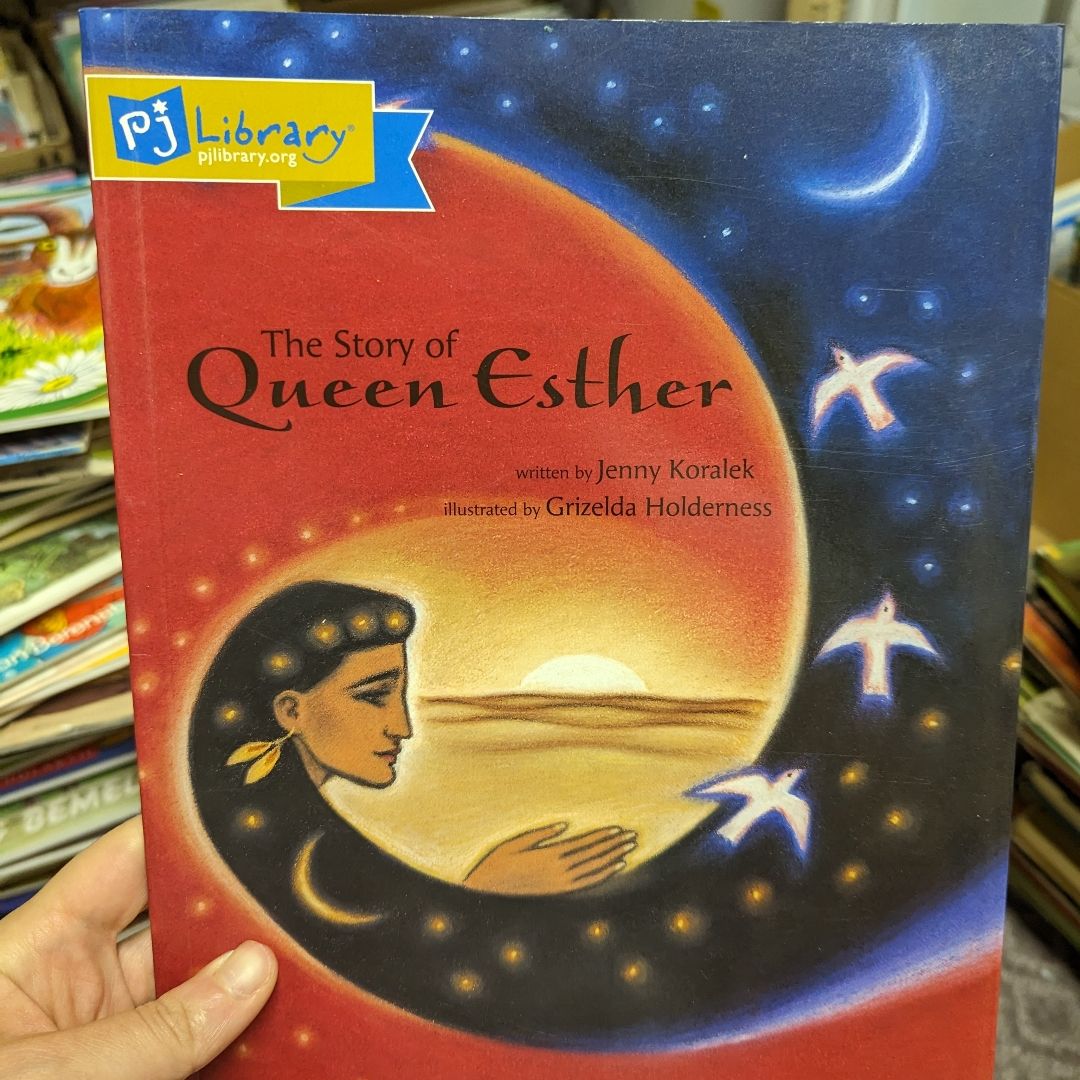 pj Library®
pjlibrary.org
The Story of
Queen Esther
written by Jenny Koralek
illustrated by Grizelda Holderness